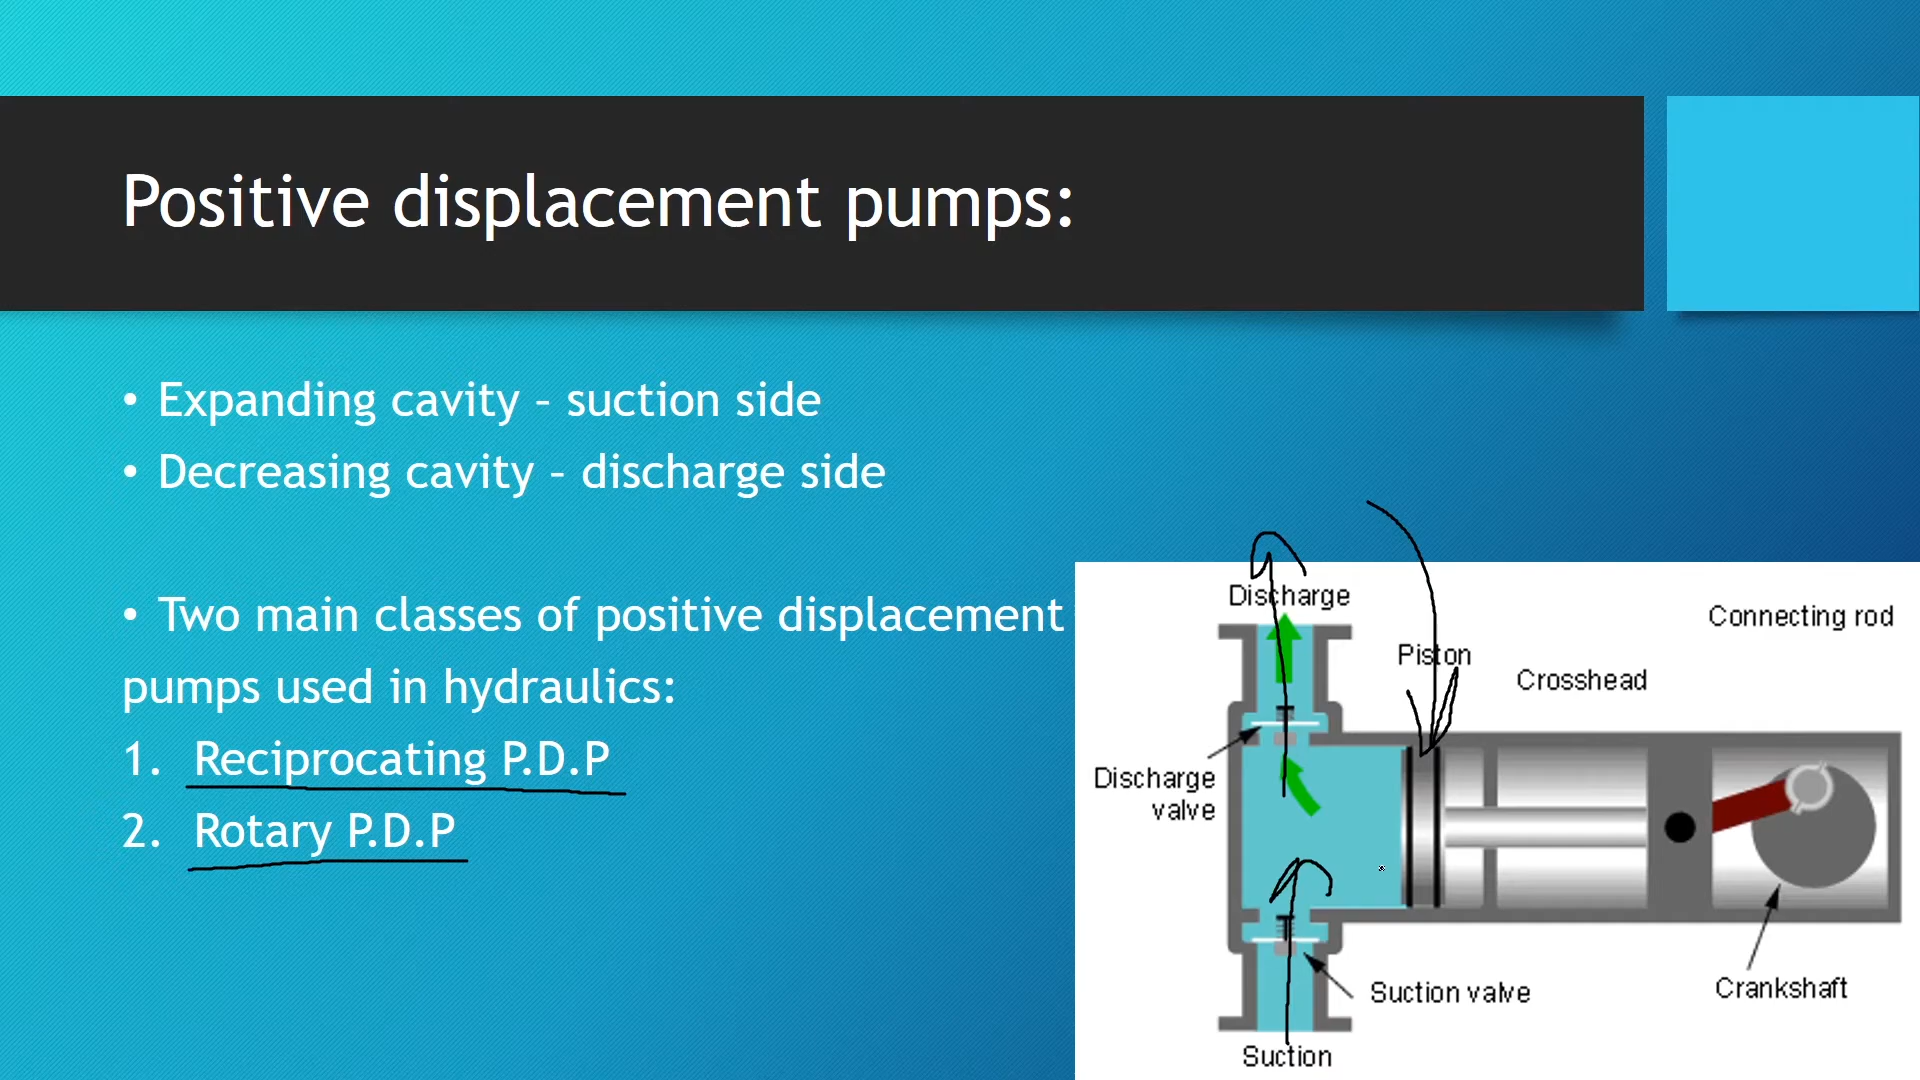 Positive displacement pumps:
• Expanding cavity – suction side
• Decreasing cavity – discharge side
• Two main classes of positive displacement
pumps used in hydraulics:
1. Reciprocating P.D.P
2. Rotary P.D.P
Discharge
Connecting rod
Piston
Crosshead
Discharge
valve
Suction valve
Crankshaft
Suction